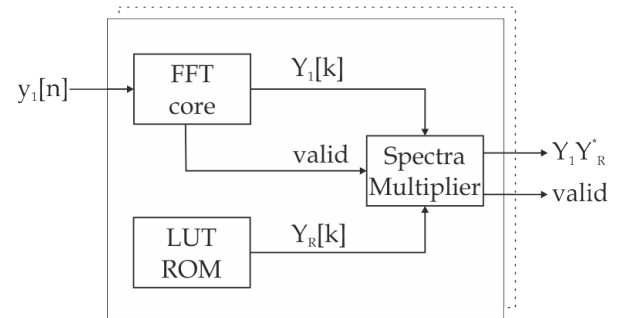 FFT
core
Y₁[k]
y₁[n]
valid
Spectra
Multiplier
Y₁Y*ᴿ
valid
LUT
ROM
Yᴿ[k]